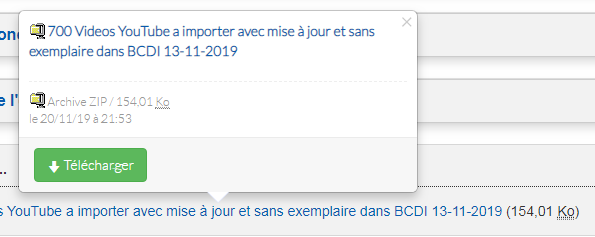 700 Videos YouTube a importer avec mise à jour et sans
exemplaire dans BCDI 13-11-2019
Archive ZIP / 154,01 Ko
le 20/11/19 à 21:53
Télécharger
YouTube a importer avec mise à jour et sans exemplaire dans BCDI 13-11-2019 (154,01 Ko)